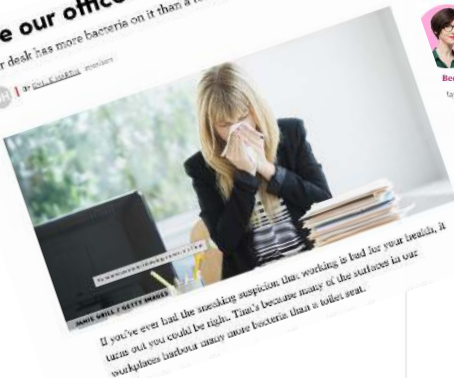 e our offic
r desk has more bacteria on it than a
BY
JAMIE GRILL / GETTY IMAGES
If you've ever had the sneaking suspicion that working is bad for your health, it
turns out you could be right. That's because many of the surfaces in our
workplaces harbour many more bacteria than a toilet seat.
Be